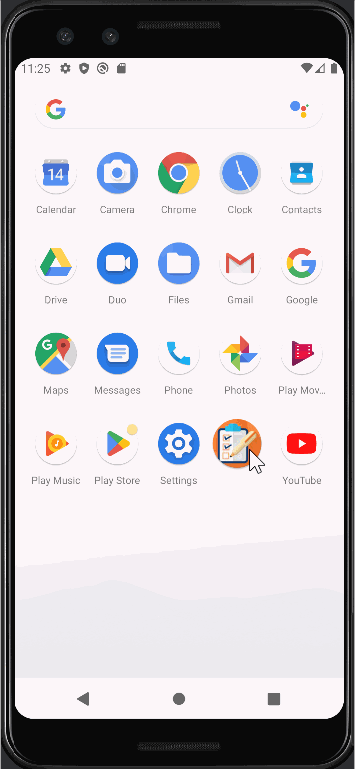 11:25
14
Calendar Camera Chrome Clock Contacts
Drive Duo Files Gmail Google
Maps Messages Phone Photos Play Mov...
Play Music Play Store Settings YouTube